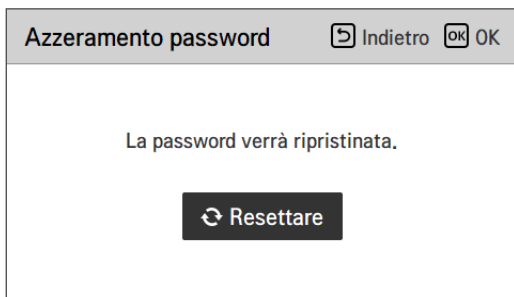 Azzeramento password Indietro OK OK
La password verrà ripristinata.
Resettare